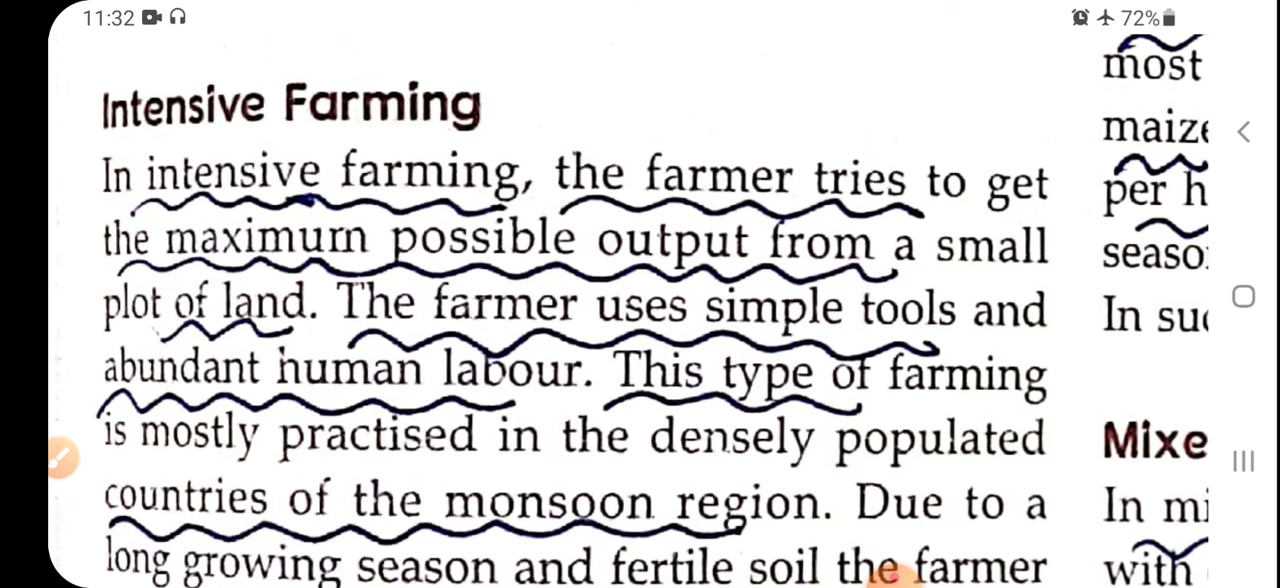 11:32
72%
Intensive Farming
In intensive farming, the farmer tries to get
the maximum possible output from a small
plot of land. The farmer uses simple tools and
abundant human labour. This type of farming
is mostly practised in the densely populated
countries of the monsoon region. Due to a
long growing season and fertile soil the farmer
most
per h
In suc
Mixe
In mi
with